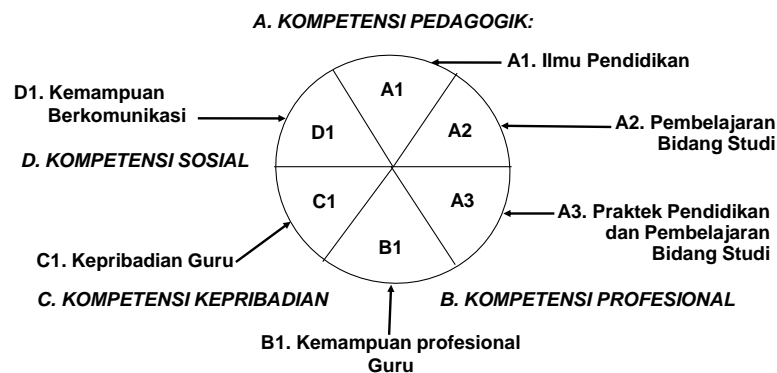 A. KOMPETENSI PEDAGOGIK:
A1. Ilmu Pendidikan
A1
D1. Kemampuan
Berkomunikasi
D1
A2
A2. Pembelajaran
Bidang Studi
D. KOMPETENSI SOSIAL
C1
A3
A3. Praktek Pendidikan
dan Pembelajaran
Bidang Studi
B1
C1. Kepribadian Guru
C. KOMPETENSI KEPRIBADIAN
B. KOMPETENSI PROFESIONAL
B1. Kemampuan profesional
Guru